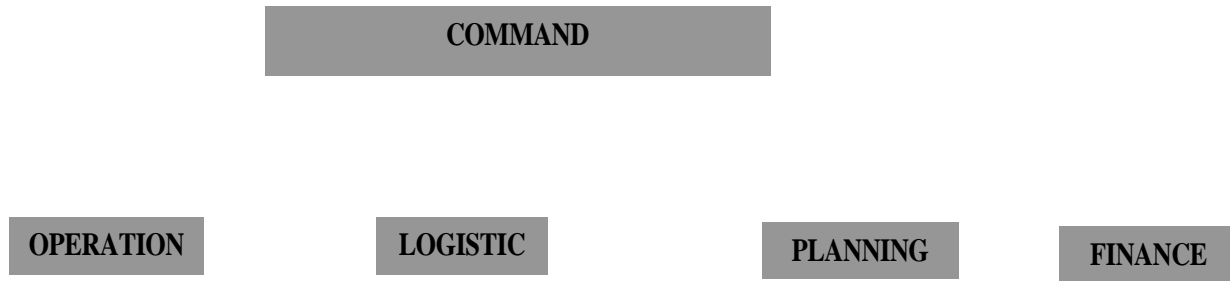 COMMAND
OPERATION
LOGISTIC
PLANNING
FINANCE